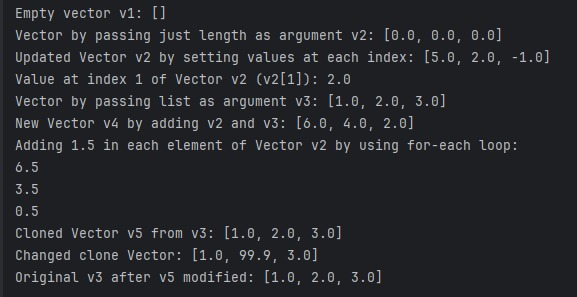 Empty vector v1: []
Vector by passing just length as argument v2: [0.0, 0.0, 0.0]
Updated Vector v2 by setting values at each index: [5.0, 2.0, -1.0]
Value at index 1 of Vector v2 (v2[1]): 2.0
Vector by passing list as argument v3: [1.0, 2.0, 3.0]
New Vector v4 by adding v2 and v3: [6.0, 4.0, 2.0]
Adding 1.5 in each element of Vector v2 by using for-each loop:
6.5
3.5
0.5
Cloned Vector v5 from v3: [1.0, 2.0, 3.0]
Changed clone Vector: [1.0, 99.9, 3.0]
Original v3 after v5 modified: [1.0, 2.0, 3.0]